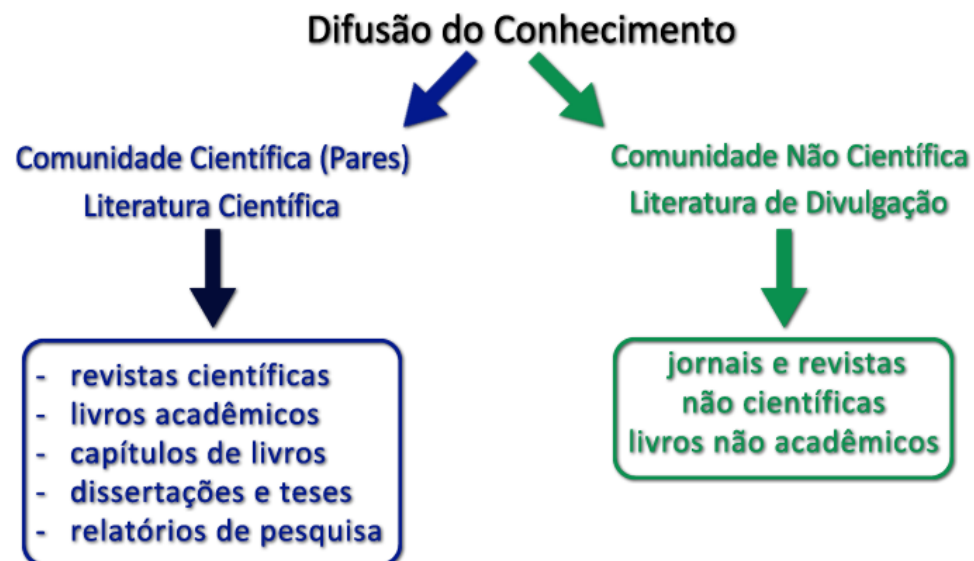 Difusão do Conhecimento
Comunidade Científica (Pares)
Literatura Científica
- revistas científicas
- livros acadêmicos
- capítulos de livros
- dissertações e teses
- relatórios de pesquisa
Comunidade Não Científica
Literatura de Divulgação
jornais e revistas
não científicas
livros não acadêmicos